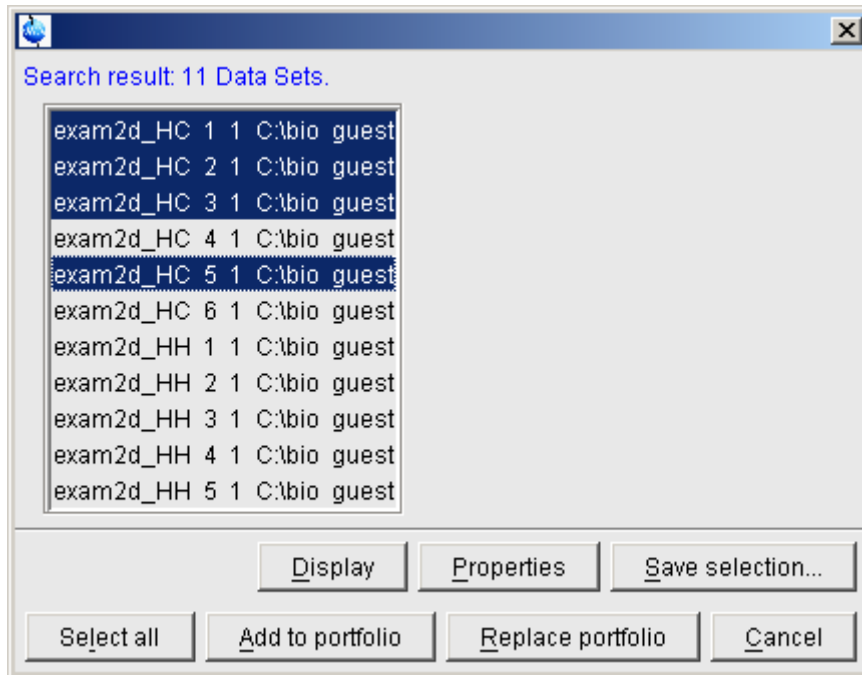 Search result: 11 Data Sets.
exam2d_HC 1 1 C:\bio guest
exam2d_HC 2 1 C:\bio guest
exam2d_HC 3 1 C:\bio guest
exam2d_HC 4 1 C:\bio guest
exam2d_HC 5 1 C:\bio guest
exam2d_HC 6 1 C:\bio guest
exam2d_HH 1 1 C:\bio guest
exam2d_HH 2 1 C:\bio guest
exam2d_HH 3 1 C:\bio guest
exam2d_HH 4 1 C:\bio guest
exam2d_HH 5 1 C:\bio guest
Display Properties Save selection...
Select all Add to portfolio Replace portfolio Cancel